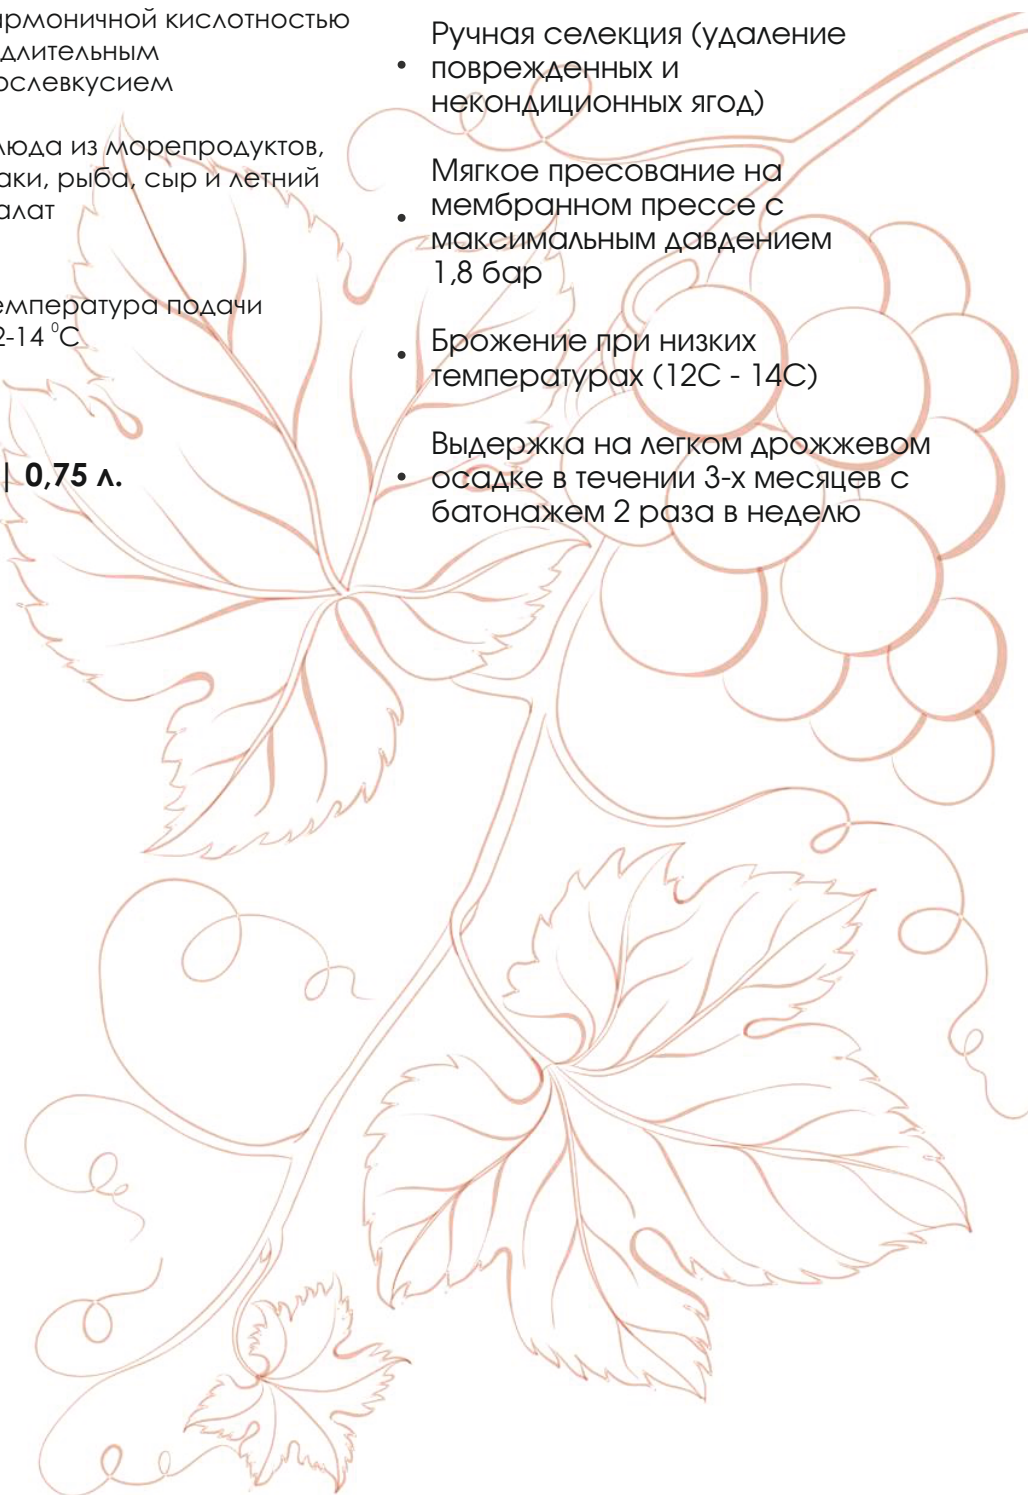 армоничной кислотностью
длительным
ослевкусием
люда из морепродуктов,
аки, рыба, сыр и летний
алат
емпература подачи
2-14 ⁰С
| 0,75 л.
Ручная селекция (удаление
• поврежденных и
некондиционных ягод)
Мягкое пресование на
• мембранном прессе с
максимальным давдением
1,8 бар
• Брожение при низких
температурах (12С - 14С)
Выдержка на легком дрожжевом
• осадке в течении 3-х месяцев с
батонажем 2 раза в неделю